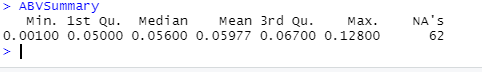 > ABVSummary
   Min. 1st Qu.  Median    Mean 3rd Qu.    Max.    NA's
0.00100 0.05000 0.05600 0.05977 0.06700 0.12800      62
>